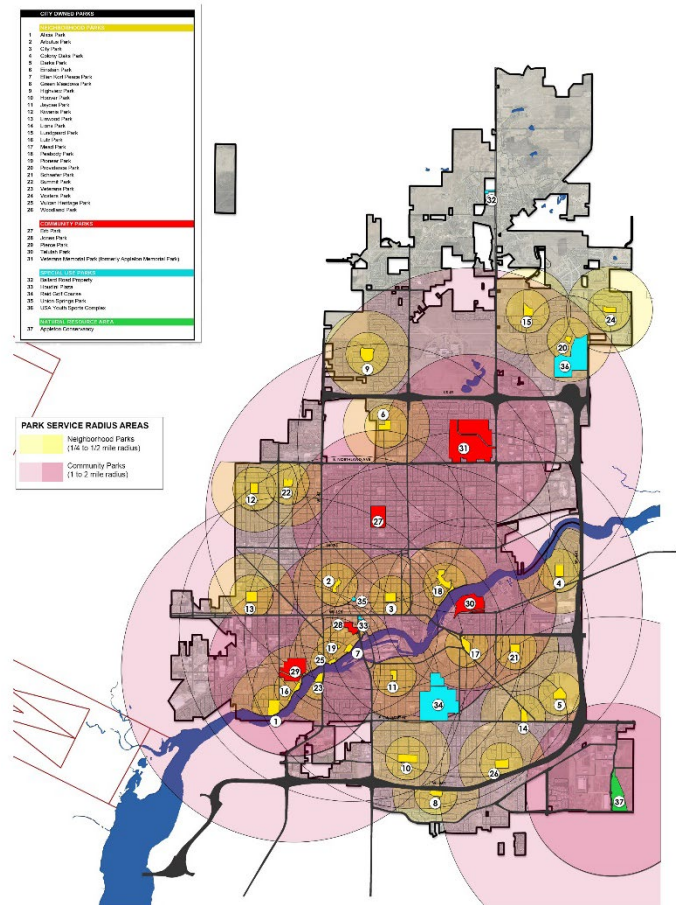 CITY OWNED PARKS
NEIGHBORHOOD PARKS
1 Alicia Park
2 Arbutus Park
3 City Park
4 Colony Oaks Park
5 Derks Park
6 Einstein Park
7 Ellen Kort Peace Park
8 Green Meadows Park
9 Highview Park
10 Hoover Park
11 Jaycee Park
12 Kiwanis Park
13 Linwood Park
14 Lions Park
15 Lundgaard Park
16 Lutz Park
17 Mead Park
18 Peabody Park
19 Pioneer Park
20 Providence Park
21 Schaefer Park
22 Summit Park
23 Veterans Park
24 Vosters Park
25 Vulcan Heritage Park
26 Woodland Park
COMMUNITY PARKS
27 Erb Park
28 Jones Park
29 Pierce Park
30 Telulah Park
31 Veterans Memorial Park (formerly Appleton Memorial Park)
SPECIAL USE PARKS
32 Ballard Road Property
33 Houdini Plaza
34 Reid Golf Course
35 Union Springs Park
36 USA Youth Sports Complex
NATURAL RESOURCE AREA
37 Appleton Conservancy
PARK SERVICE RADIUS AREAS
Neighborhood Parks
(1/4 to 1/2 mile radius)
Community Parks
(1 to 2 mile radius)
32
15
24
20
36
9
6
31
E. NORTHLAND AVE
12
22
27
2
18
4
13
35
3
30
28
33
19
7
17
21
29
25
11
16
23
34
5
1
14
10
26
8
37